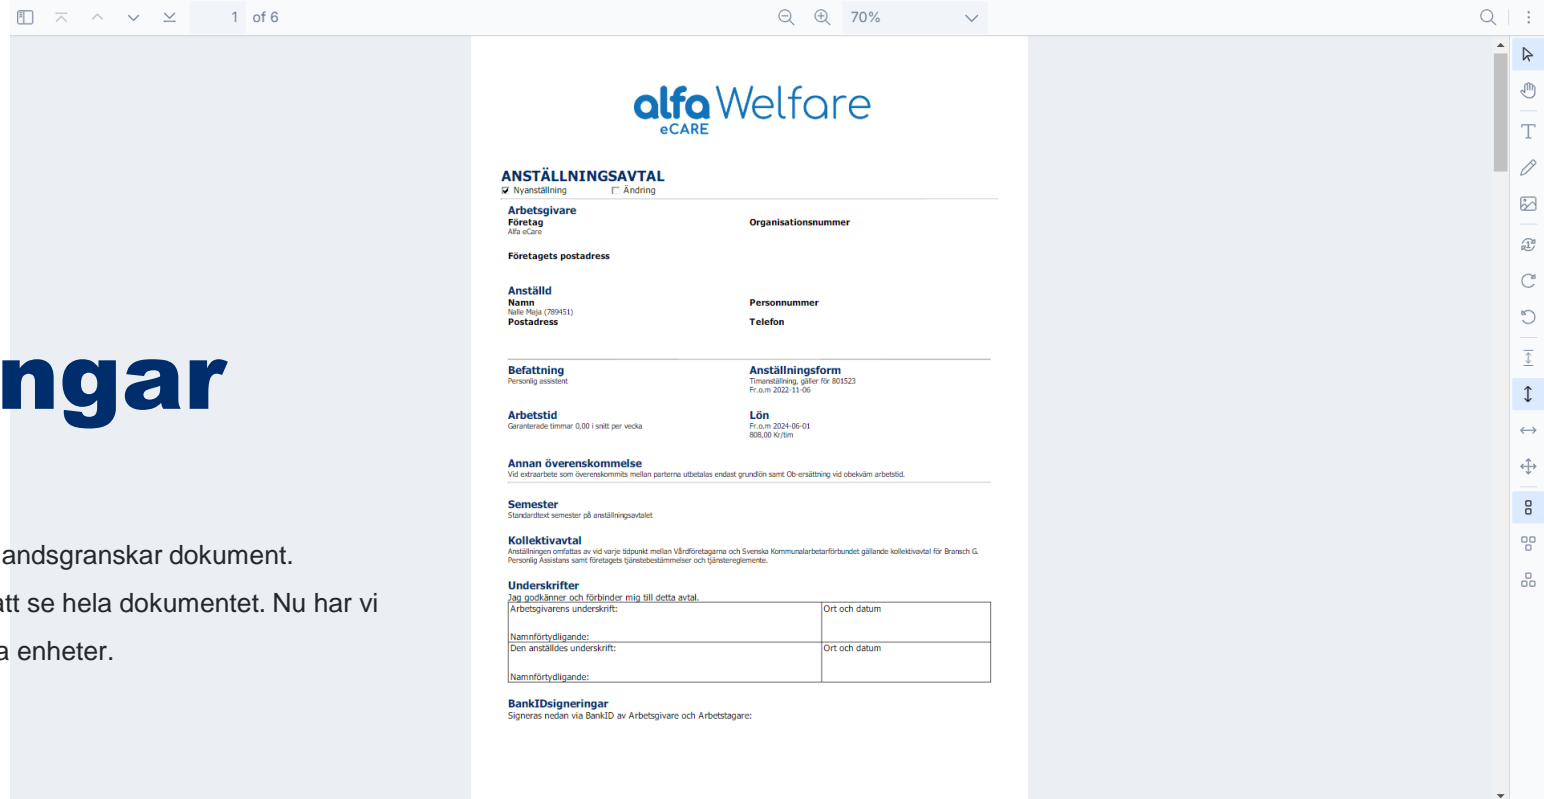 1 of 6
70%
alfa Welfare
eCARE
ANSTÄLLNINGSAVTAL
Nyanställning Ändring
Arbetsgivare
Företag Organisationsnummer
Alfa eCare
Företagets postadress
Anställd
Namn Personnummer
Nalle Maja (789451)
Postadress Telefon
Befattning Anställningsform
Personlig assistent Timanställning, gäller för 801523
Fr.o.m 2022-11-06
Arbetstid Lön
Garanterade timmar 0,00 i snitt per vecka Fr.o.m 2024-06-01
808,00 Kr/tim
Annan överenskommelse
Vid extraarbete som överenskommits mellan parterna utbetalas endast grundlön samt Ob-ersättning vid obekväm arbetstid.
Semester
Standardtext semester på anställningsavtalet
Kollektivavtal
Anställningen omfattas av vid varje tidpunkt mellan Vårdföretagarna och Svenska Kommunalarbetarförbundet gällande kollektivavtal för Bransch G.
Personlig Assistans samt företagets tjänstebestämmelser och tjänstereglemente.
Underskrifter
Jag godkänner och förbinder mig till detta avtal.
Arbetsgivarens underskrift: Ort och datum
Namnförtydligande:
Den anställdes underskrift: Ort och datum
Namnförtydligande:
BankIDsigneringar
Signeras nedan via BankID av Arbetsgivare och Arbetstagare:
ngar
andsgranskar dokument.
att se hela dokumentet. Nu har vi
a enheter.